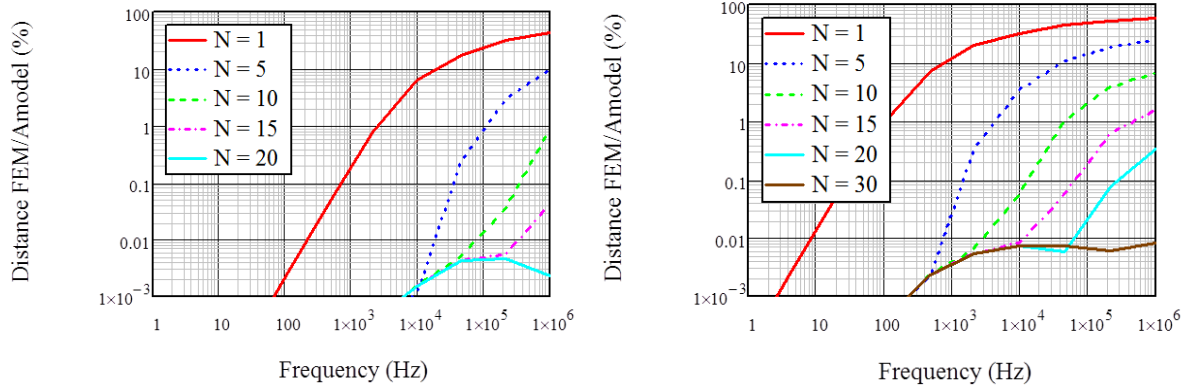 Distance FEM/Amodel (%)
100
10
1
0.1
0.01
1×10⁻³
N = 1
N = 5
N = 10
N = 15
N = 20
1
10
100
1×10³
1×10⁴
1×10⁵
1×10⁶
Frequency (Hz)
Distance FEM/Amodel (%)
100
10
1
0.1
0.01
1×10⁻³
N = 1
N = 5
N = 10
N = 15
N = 20
N = 30
1
10
100
1×10³
1×10⁴
1×10⁵
1×10⁶
Frequency (Hz)